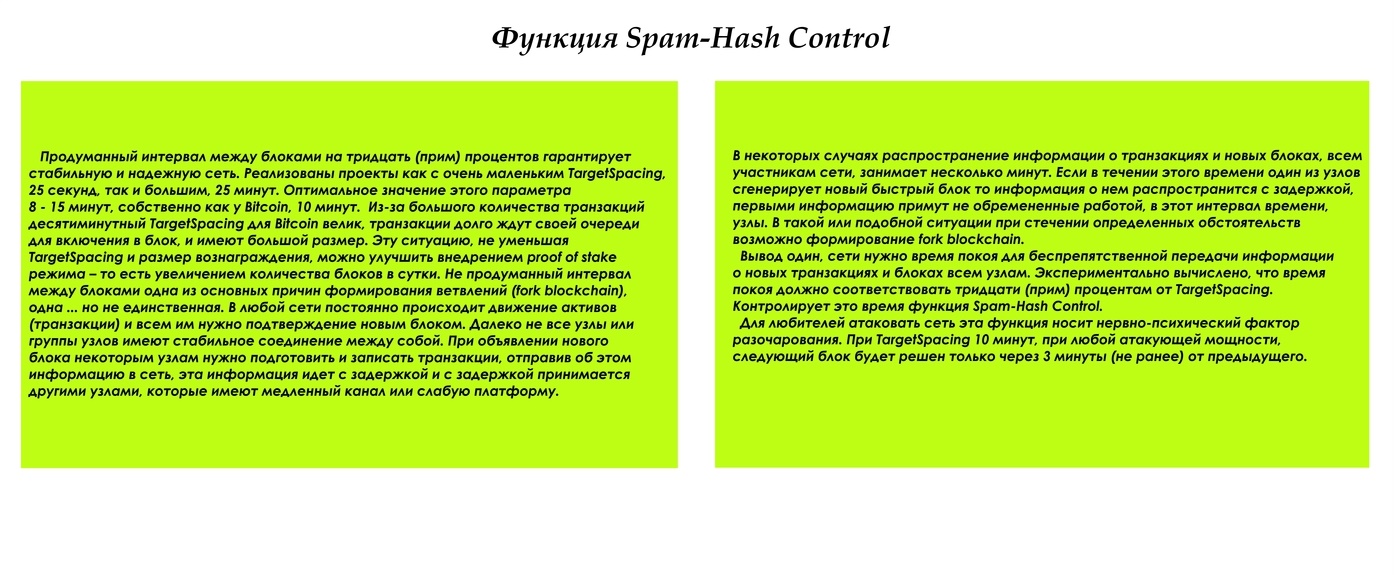 Функция Spam-Hash Control
Продуманный интервал между блоками на тридцать (прим) процентов гарантирует
стабильную и надежную сеть. Реализованы проекты как с очень маленьким TargetSpacing,
25 секунд, так и большим, 25 минут. Оптимальное значение этого параметра
8 - 15 минут, собственно как у Bitcoin, 10 минут. Из-за большого количества транзакций
десятиминутный TargetSpacing для Bitcoin велик, транзакции долго ждут своей очереди
для включения в блок, и имеют большой размер. Эту ситуацию, не уменьшая
TargetSpacing и размер вознаграждения, можно улучшить внедрением proof of stake
режима – то есть увеличением количества блоков в сутки. Не продуманный интервал
между блоками одна из основных причин формирования ветвлений (fork blockchain),
одна ... но не единственная. В любой сети постоянно происходит движение активов
(транзакции) и всем им нужно подтверждение новым блоком. Далеко не все узлы или
группы узлов имеют стабильное соединение между собой. При объявлении нового
блока некоторым узлам нужно подготовить и записать транзакции, отправив об этом
информацию в сеть, эта информация идет с задержкой и с задержкой принимается
другими узлами, которые имеют медленный канал или слабую платформу.
В некоторых случаях распространение информации о транзакциях и новых блоках, всем
участникам сети, занимает несколько минут. Если в течении этого времени один из узлов
сгенерирует новый быстрый блок то информация о нем распространится с задержкой,
первыми информацию примут не обремененные работой, в этот интервал времени,
узлы. В такой или подобной ситуации при стечении определенных обстоятельств
возможно формирование fork blockchain.
Вывод один, сети нужно время покоя для беспрепятственной передачи информации
о новых транзакциях и блоках всем узлам. Экспериментально вычислено, что время
покоя должно соответствовать тридцати (прим) процентам от TargetSpacing.
Контролирует это время функция Spam-Hash Control.
Для любителей атаковать сеть эта функция носит нервно-психический фактор
разочарования. При TargetSpacing 10 минут, при любой атакующей мощности,
следующий блок будет решен только через 3 минуты (не ранее) от предыдущего.